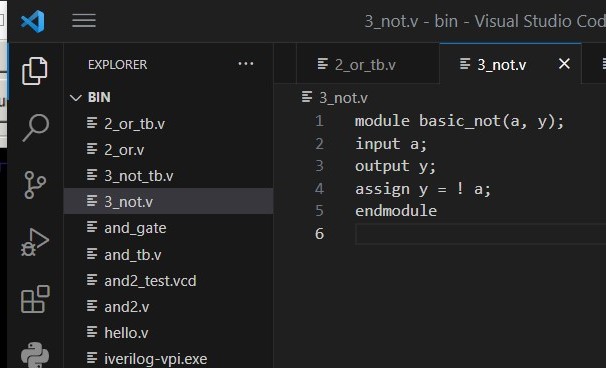 3_not.v - bin - Visual Studio Cod
EXPLORER
2_or_tb.v
3_not.v
BIN
3_not.v
2_or_tb.v
2_or.v
3_not_tb.v
3_not.v
and_gate
and_tb.v
and2_test.vcd
and2.v
hello.v
iverilog-vpi.exe
1 module basic_not(a, y);
2 input a;
3 output y;
4 assign y = ! a;
5 endmodule
6